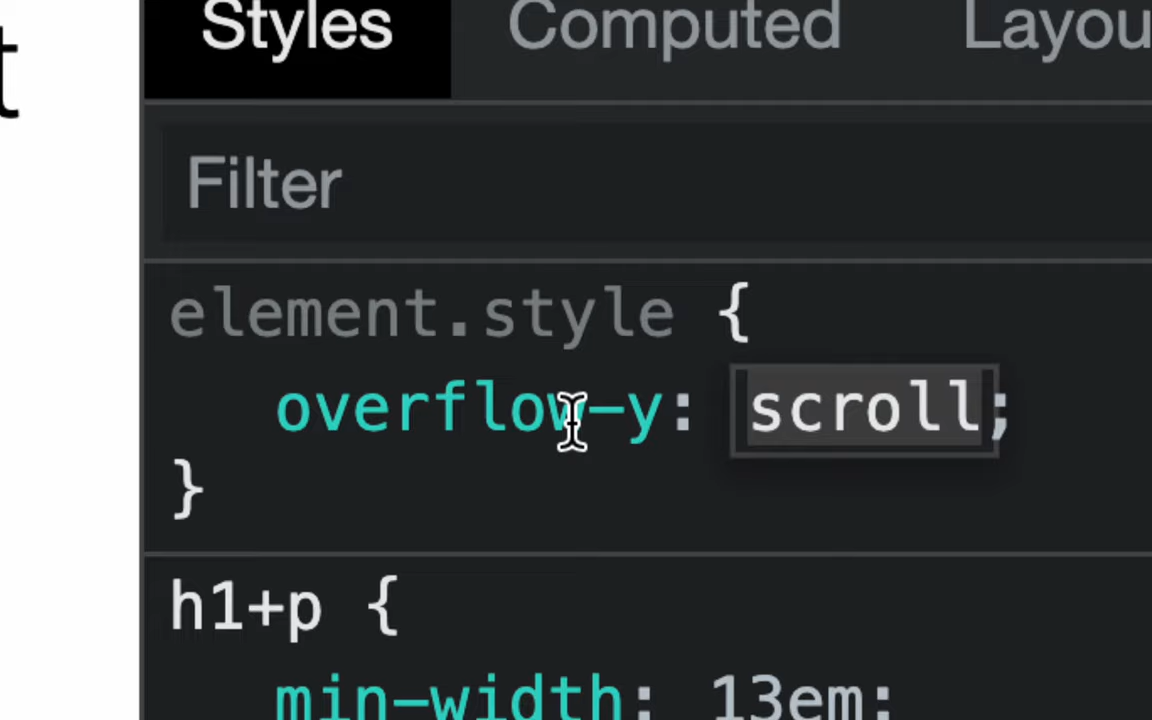 t
Styles Computed Layou
Filter
element.style {
overflow-y: scroll;
}
h1+p {
min-width: 13em;